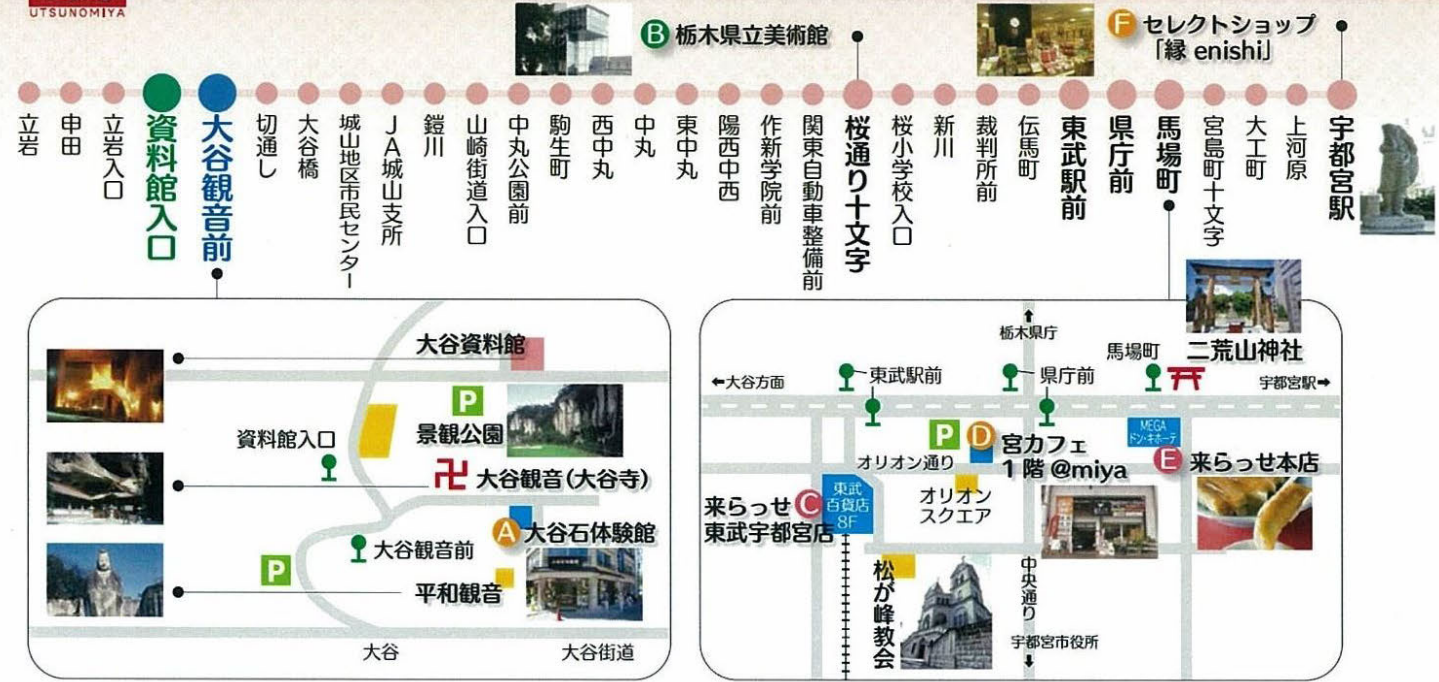 UTSUNOMIYA
B 栃木県立美術館
F セレクトショップ
「縁 enishi」
立岩
申田
立岩入口
資料館入口
大谷観音前
切通し
大谷橋
城山地区市民センター
JA城山支所
鎧川
山崎街道入口
中丸公園前
駒生町
西中丸
中丸
東中丸
陽西中西
作新学院前
関東自動車整備前
桜通り十文字
桜小学校入口
新川
裁判所前
伝馬町
東武駅前
県庁前
馬場町
宮島町十文字
大工町
上河原
宇都宮駅
大谷資料館
P
景観公園
資料館入口
卍 大谷観音(大谷寺)
A 大谷石体験館
大谷観音前
P
平和観音
大谷
大谷街道
栃木県庁
馬場町
二荒山神社
←大谷方面
東武駅前
県庁前
宇都宮駅→
P
D 宮カフェ
1階 @miya
MEGA
ドン・キホーテ
E 来らっせ本店
オリオン通り
オリオン
スクエア
来らっせ C
東武宇都宮店
東武
百貨店
8F
松が峰教会
中央通り
宇都宮市役所